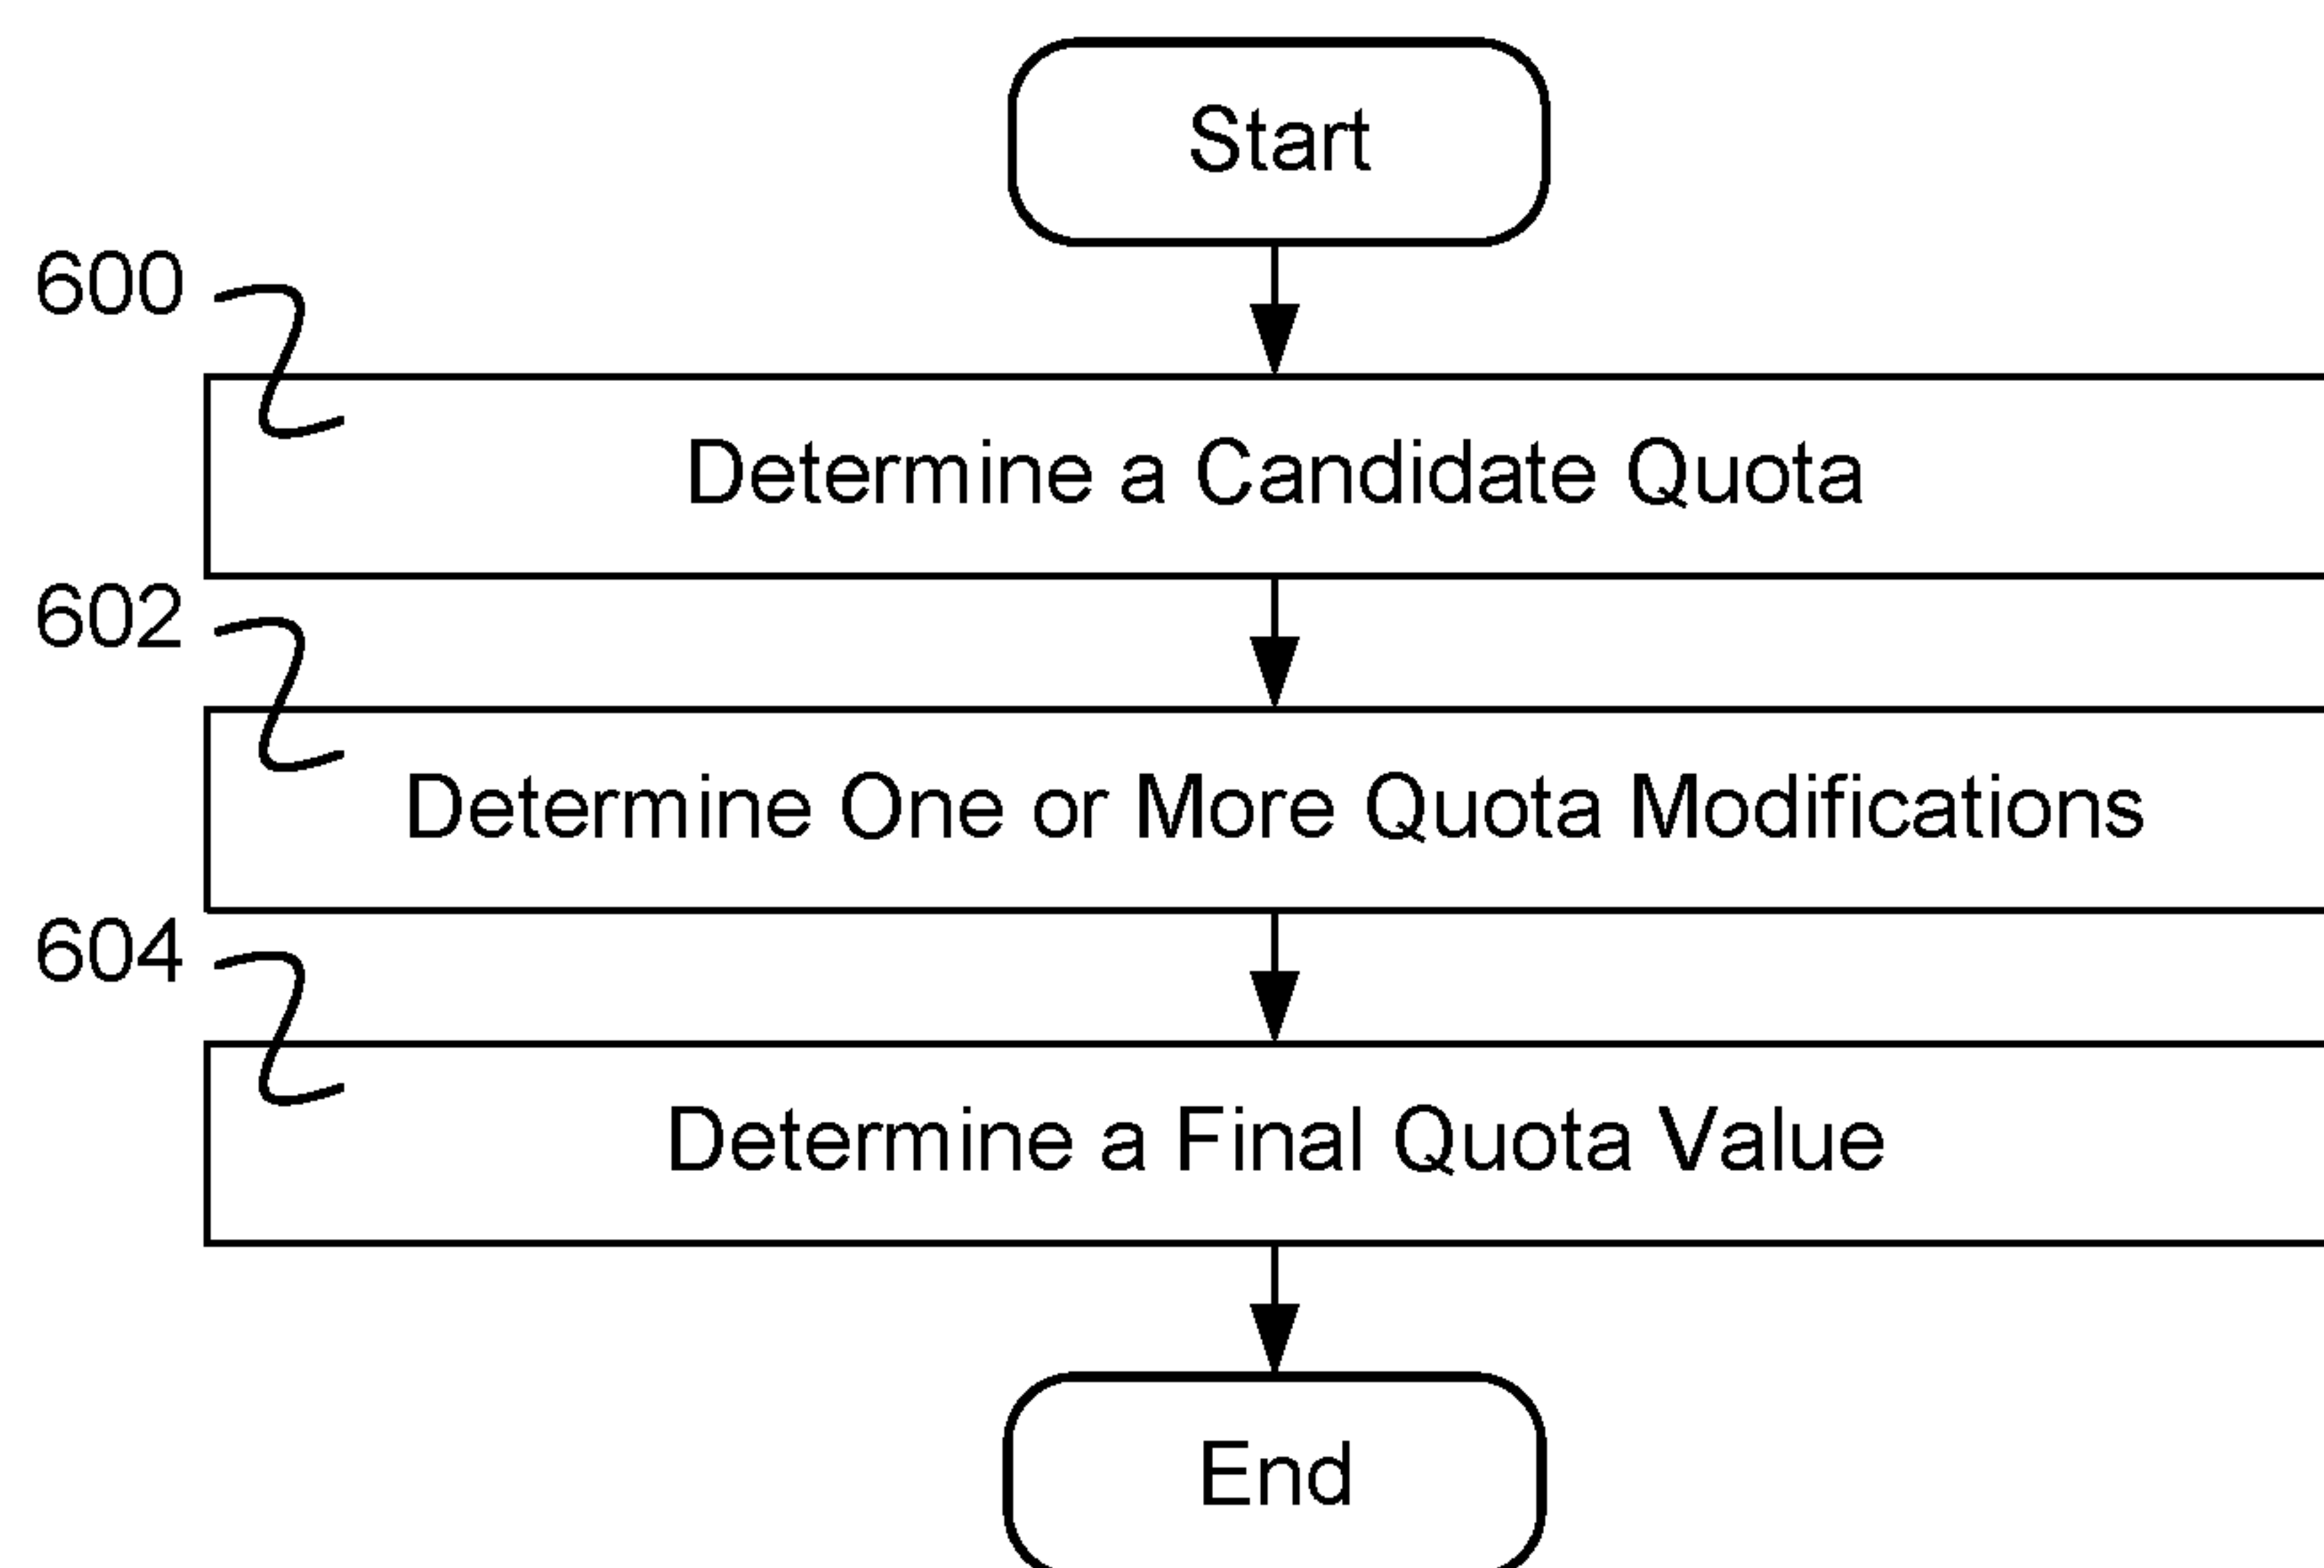 Start
600
Determine a Candidate Quota
602
Determine One or More Quota Modifications
604
Determine a Final Quota Value
End